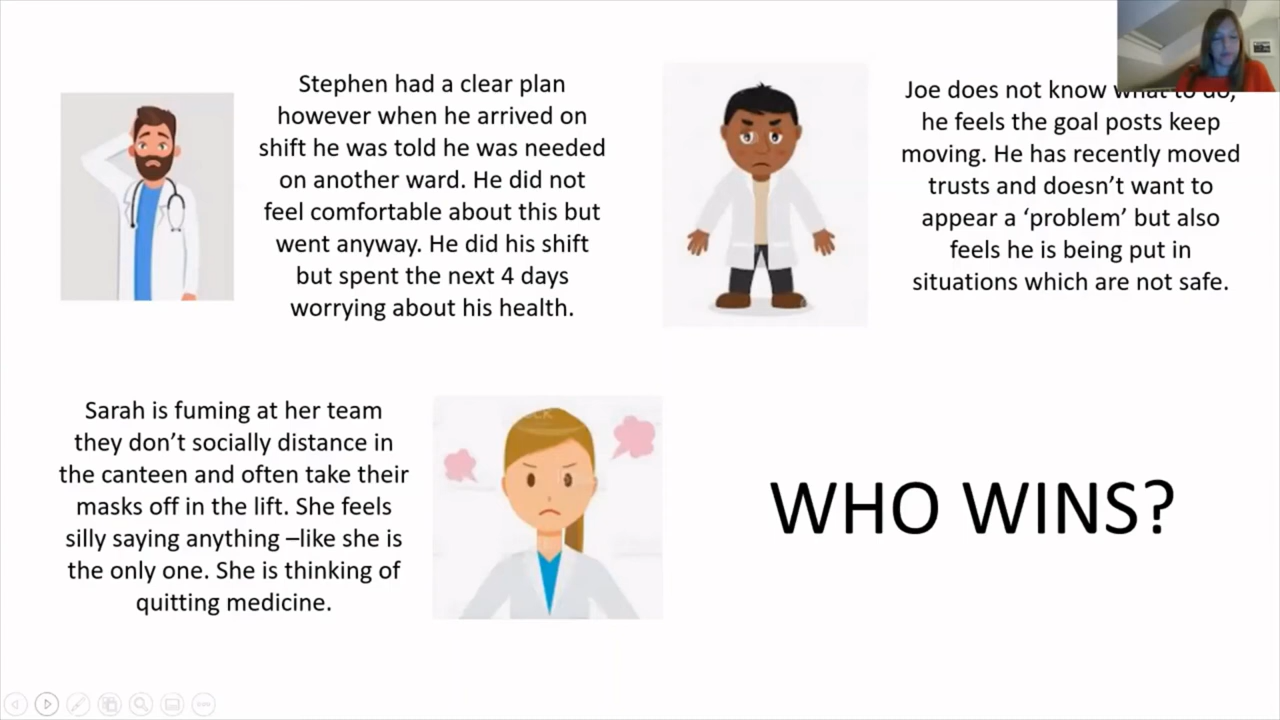 Stephen had a clear plan
however when he arrived on
shift he was told he was needed
on another ward. He did not
feel comfortable about this but
went anyway. He did his shift
but spent the next 4 days
worrying about his health.
Joe does not know what to do,
he feels the goal posts keep
moving. He has recently moved
trusts and doesn’t want to
appear a ‘problem’ but also
feels he is being put in
situations which are not safe.
Sarah is fuming at her team
they don’t socially distance in
the canteen and often take their
masks off in the lift. She feels
silly saying anything –like she is
the only one. She is thinking of
quitting medicine.
WHO WINS?